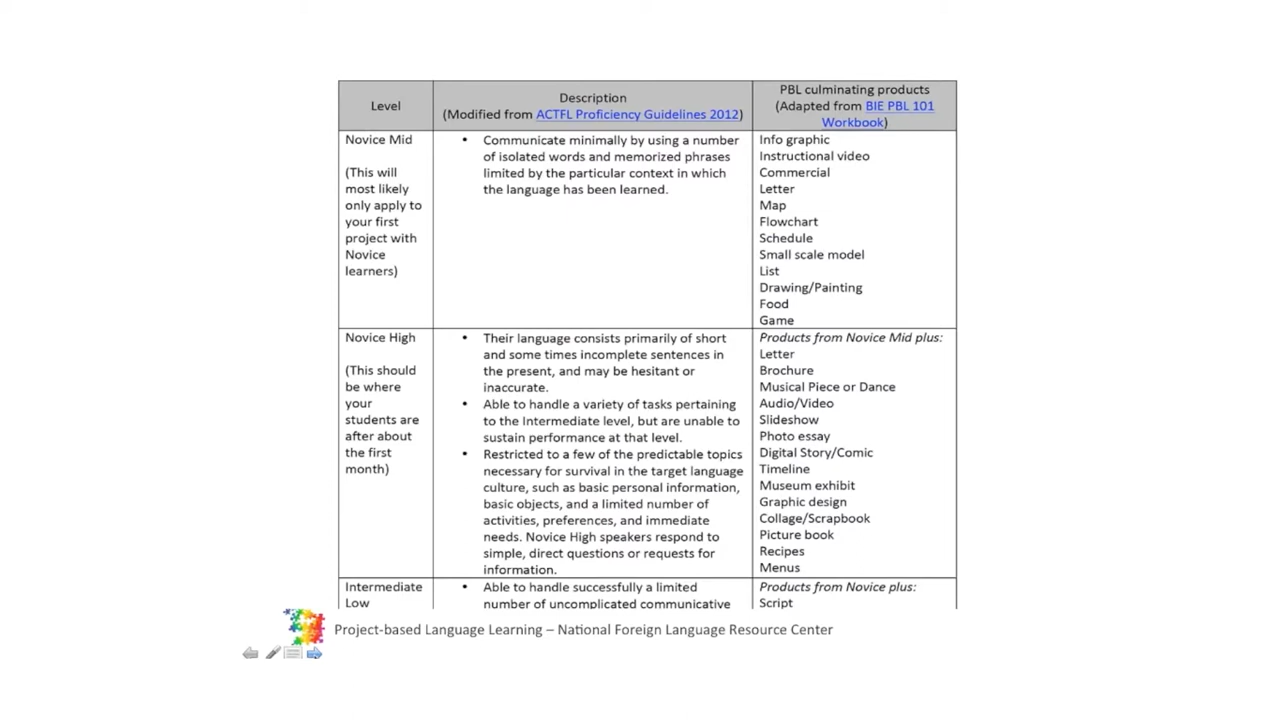 Level
Description
(Modified from ACTFL Proficiency Guidelines 2012)
PBL culminating products
(Adapted from BIE PBL 101
Workbook)
Novice Mid
(This will
most likely
only apply to
your first
project with
Novice
learners)
• Communicate minimally by using a number
of isolated words and memorized phrases
limited by the particular context in which
the language has been learned.
Info graphic
Instructional video
Commercial
Letter
Map
Flowchart
Schedule
Small scale model
List
Drawing/Painting
Food
Game
Novice High
(This should
be where
your
students are
after about
the first
month)
• Their language consists primarily of short
and some times incomplete sentences in
the present, and may be hesitant or
inaccurate.
• Able to handle a variety of tasks pertaining
to the Intermediate level, but are unable to
sustain performance at that level.
• Restricted to a few of the predictable topics
necessary for survival in the target language
culture, such as basic personal information,
basic objects, and a limited number of
activities, preferences, and immediate
needs. Novice High speakers respond to
simple, direct questions or requests for
information.
Products from Novice Mid plus:
Letter
Brochure
Musical Piece or Dance
Audio/Video
Slideshow
Photo essay
Digital Story/Comic
Timeline
Museum exhibit
Graphic design
Collage/Scrapbook
Picture book
Recipes
Menus
Intermediate
Low
• Able to handle successfully a limited
number of uncomplicated communicative
Products from Novice plus:
Script
Project-based Language Learning – National Foreign Language Resource Center